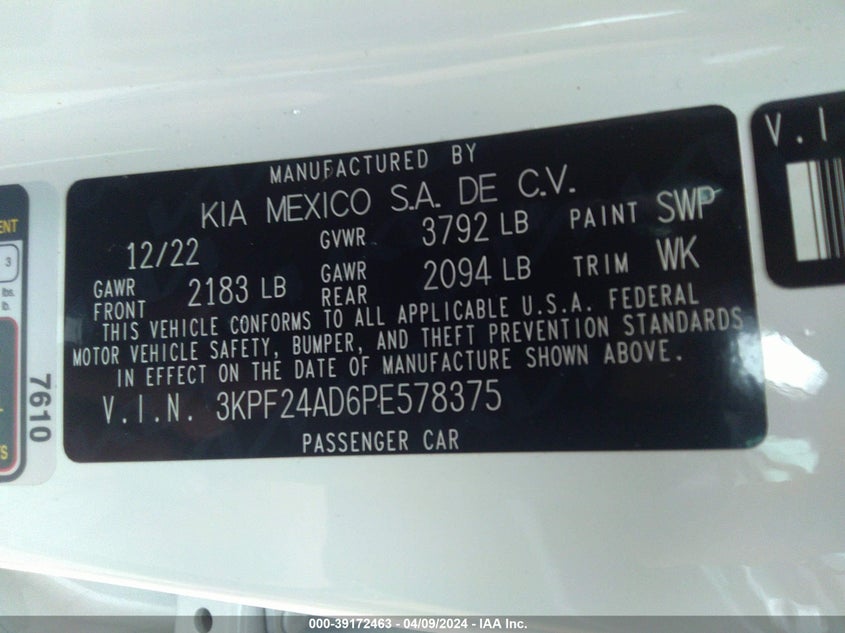 MANUFACTURED BY
KIA MEXICO S.A. DE C.V.
12/22 GVWR 3792 LB PAINT SWP
GAWR FRONT 2183 LB GAWR REAR 2094 LB TRIM WK
THIS VEHICLE CONFORMS TO ALL APPLICABLE U.S.A. FEDERAL
MOTOR VEHICLE SAFETY, BUMPER, AND THEFT PREVENTION STANDARDS
IN EFFECT ON THE DATE OF MANUFACTURE SHOWN ABOVE.
V.I.N. 3KPF24AD6PE578375
PASSENGER CAR
V.I
3
lbs.
lb.
7610
000-39172463 - 04/09/2024 - IAA Inc.